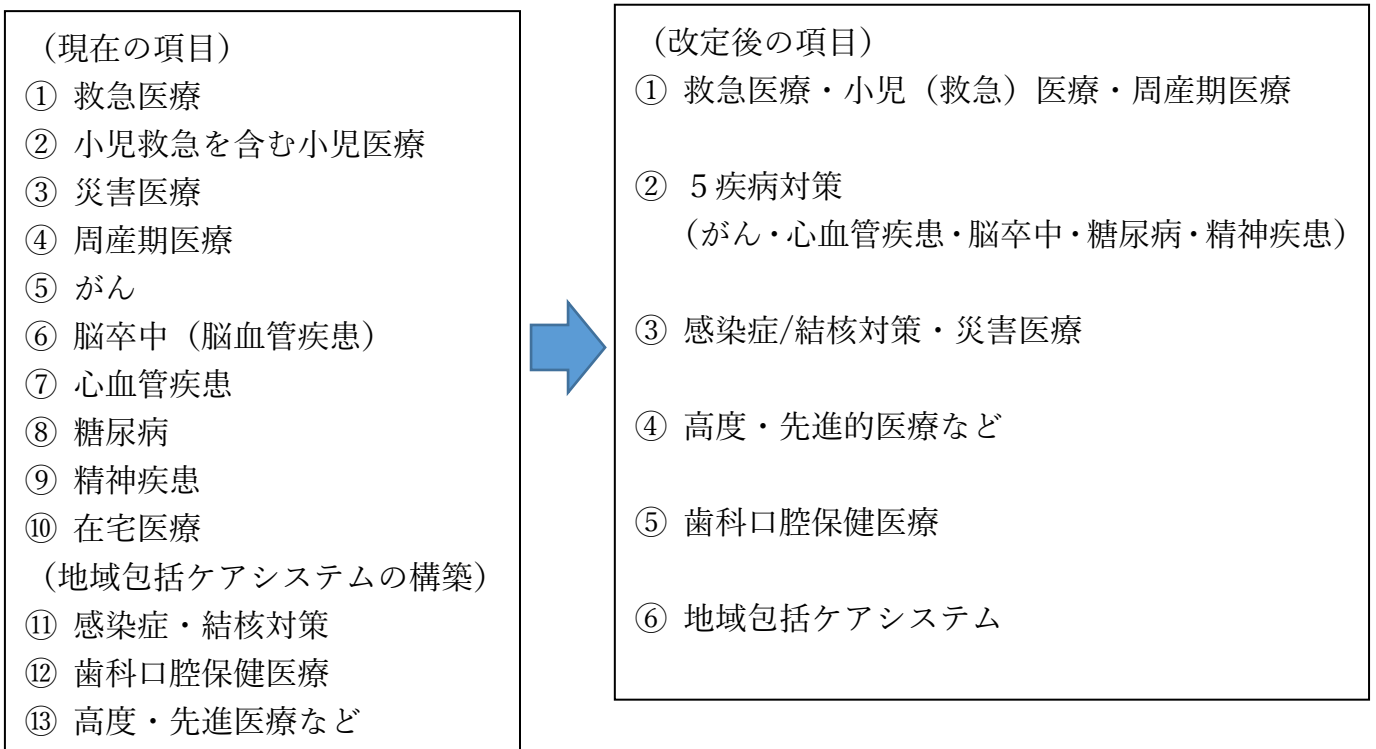 （現在の項目）
① 救急医療
② 小児救急を含む小児医療
③ 災害医療
④ 周産期医療
⑤ がん
⑥ 脳卒中（脳血管疾患）
⑦ 心血管疾患
⑧ 糖尿病
⑨ 精神疾患
⑩ 在宅医療
（地域包括ケアシステムの構築）
⑪ 感染症・結核対策
⑫ 歯科口腔保健医療
⑬ 高度・先進医療など
（改定後の項目）
① 救急医療・小児（救急）医療・周産期医療
② ５疾病対策
（がん・心血管疾患・脳卒中・糖尿病・精神疾患）
③ 感染症/結核対策・災害医療
④ 高度・先進的医療など
⑤ 歯科口腔保健医療
⑥ 地域包括ケアシステム